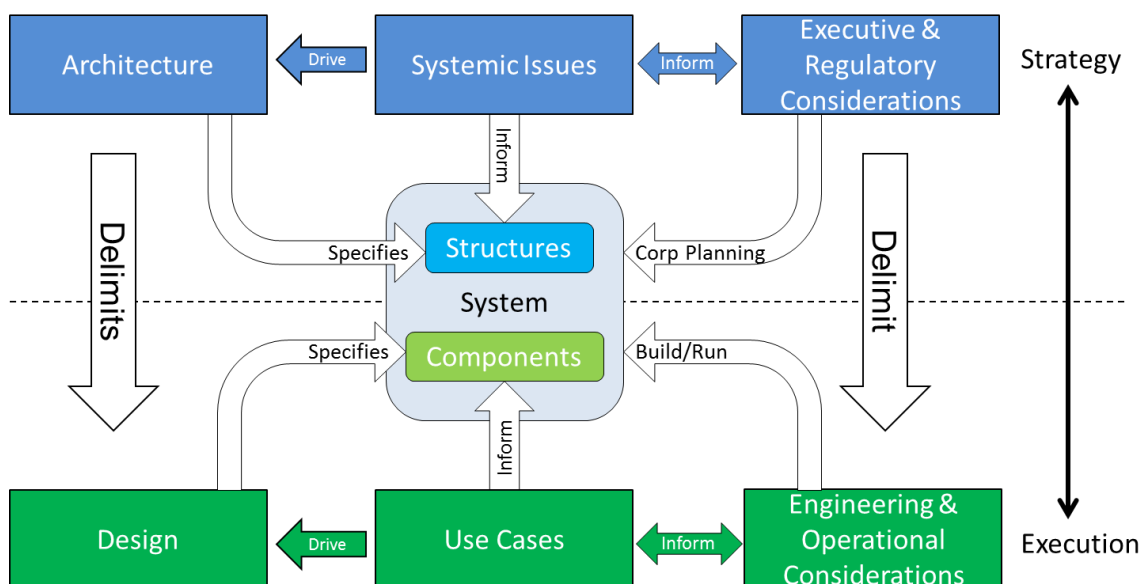 Architecture
Drive
Systemic Issues
Inform
Executive &
Regulatory
Considerations
Strategy
Inform
Delimits
Specifies
Structures
Corp Planning
Delimit
System
Specifies
Components
Build/Run
Inform
Design
Drive
Use Cases
Inform
Engineering &
Operational
Considerations
Execution